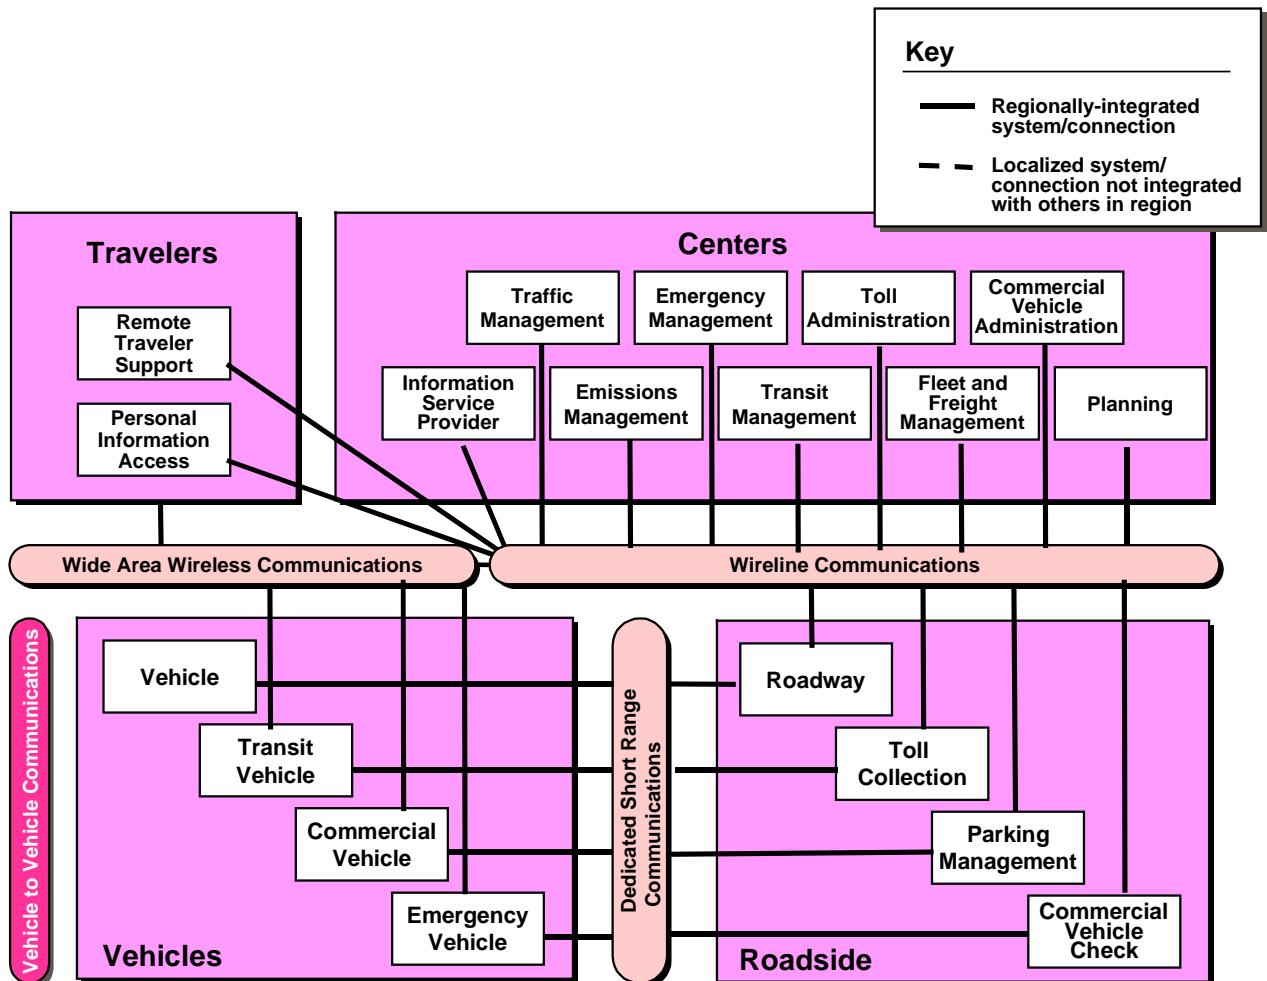 Key
Regionally-integrated
system/connection
Localized system/
connection not integrated
with others in region
Travelers
Remote
Traveler
Support
Personal
Information
Access
Centers
Traffic
Management
Emergency
Management
Toll
Administration
Commercial
Vehicle
Administration
Information
Service
Provider
Emissions
Management
Transit
Management
Fleet and
Freight
Management
Planning
Wide Area Wireless Communications
Wireline Communications
Vehicle to Vehicle Communications
Vehicle
Transit
Vehicle
Commercial
Vehicle
Emergency
Vehicle
Vehicles
Dedicated Short Range
Communications
Roadway
Toll
Collection
Parking
Management
Commercial
Vehicle
Check
Roadside